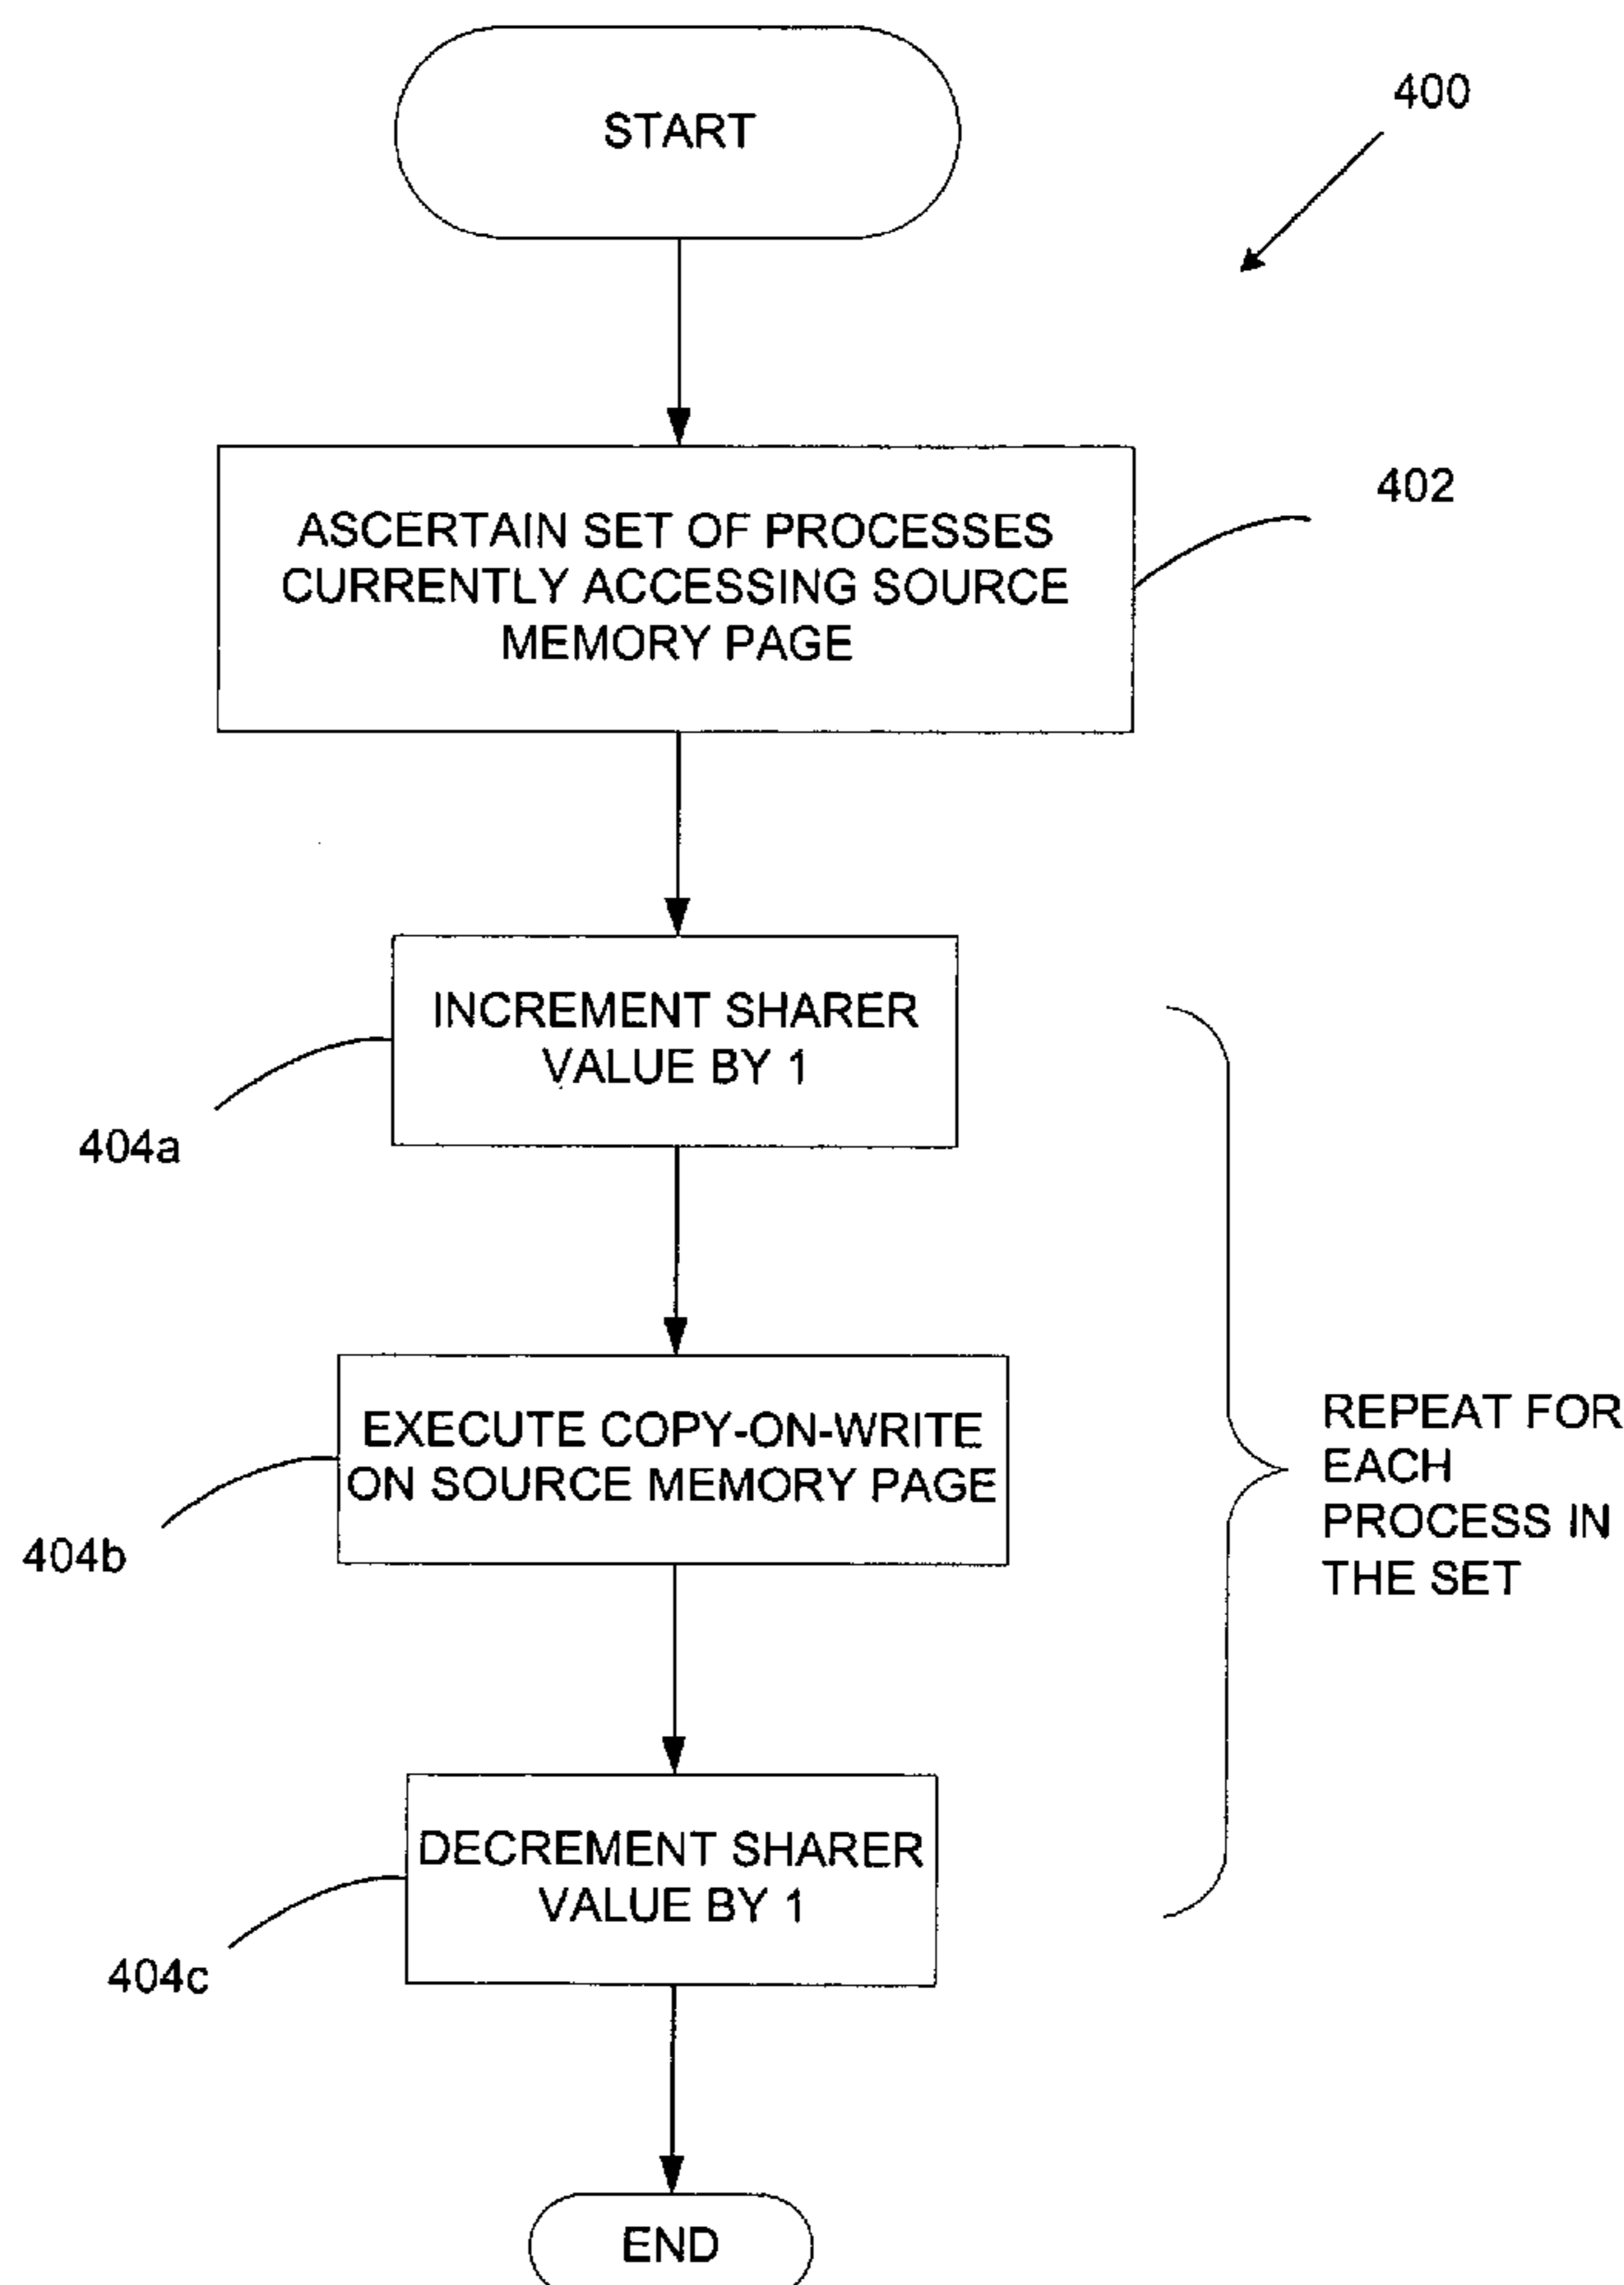 START
400
ASCERTAIN SET OF PROCESSES
CURRENTLY ACCESSING SOURCE
MEMORY PAGE
402
INCREMENT SHARER
VALUE BY 1
404a
EXECUTE COPY-ON-WRITE
ON SOURCE MEMORY PAGE
404b
REPEAT FOR
EACH
PROCESS IN
THE SET
DECREMENT SHARER
VALUE BY 1
404c
END